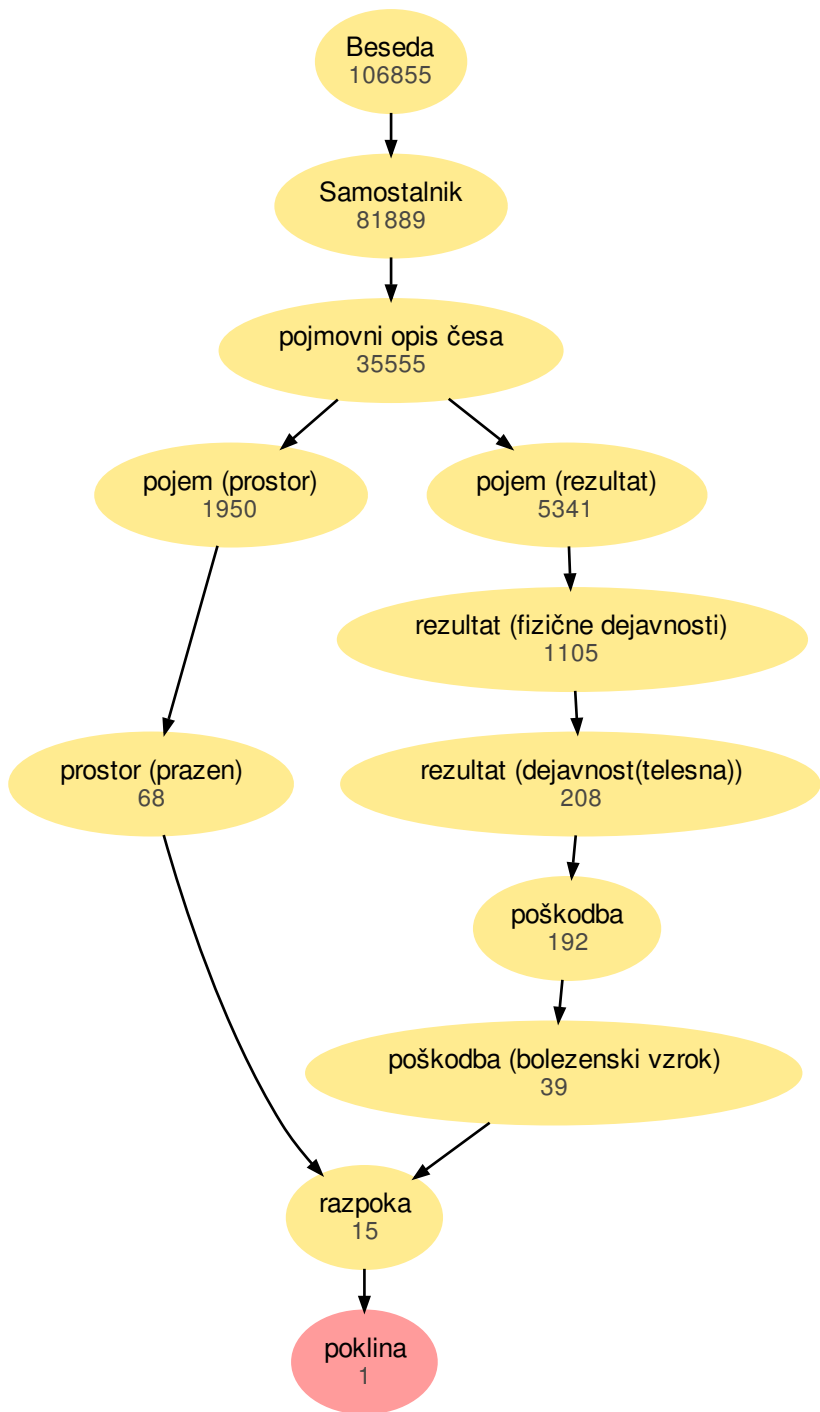 Beseda
106855
Samostalnik
81889
pojmovni opis česa
35555
pojem (prostor)
1950
pojem (rezultat)
5341
rezultat (fizične dejavnosti)
1105
prostor (prazen)
68
rezultat (dejavnost(telesna))
208
poškodba
192
poškodba (bolezenski vzrok)
39
razpoka
15
poklina
1